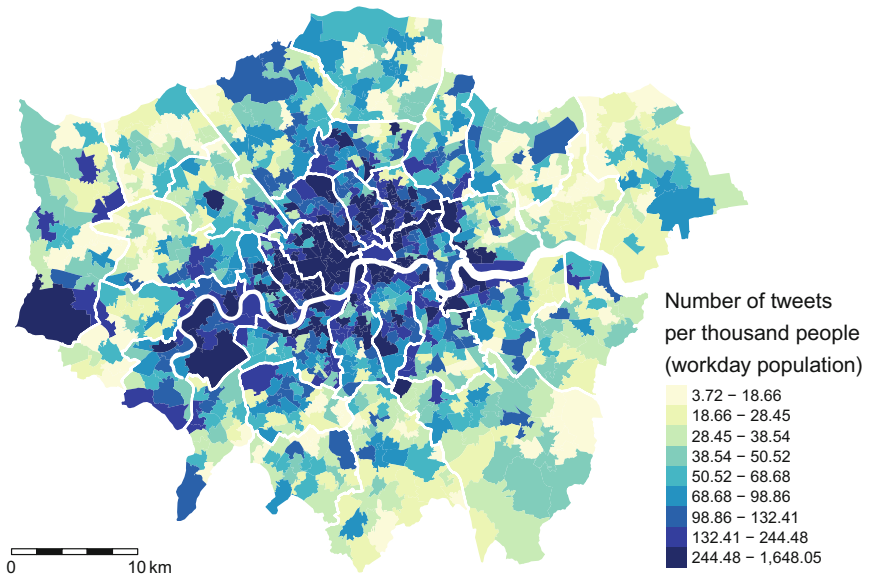 Number of tweets
per thousand people
(workday population)
3.72 – 18.66
18.66 – 28.45
28.45 – 38.54
38.54 – 50.52
50.52 – 68.68
68.68 – 98.86
98.86 – 132.41
132.41 – 244.48
244.48 – 1,648.05
0 10 km